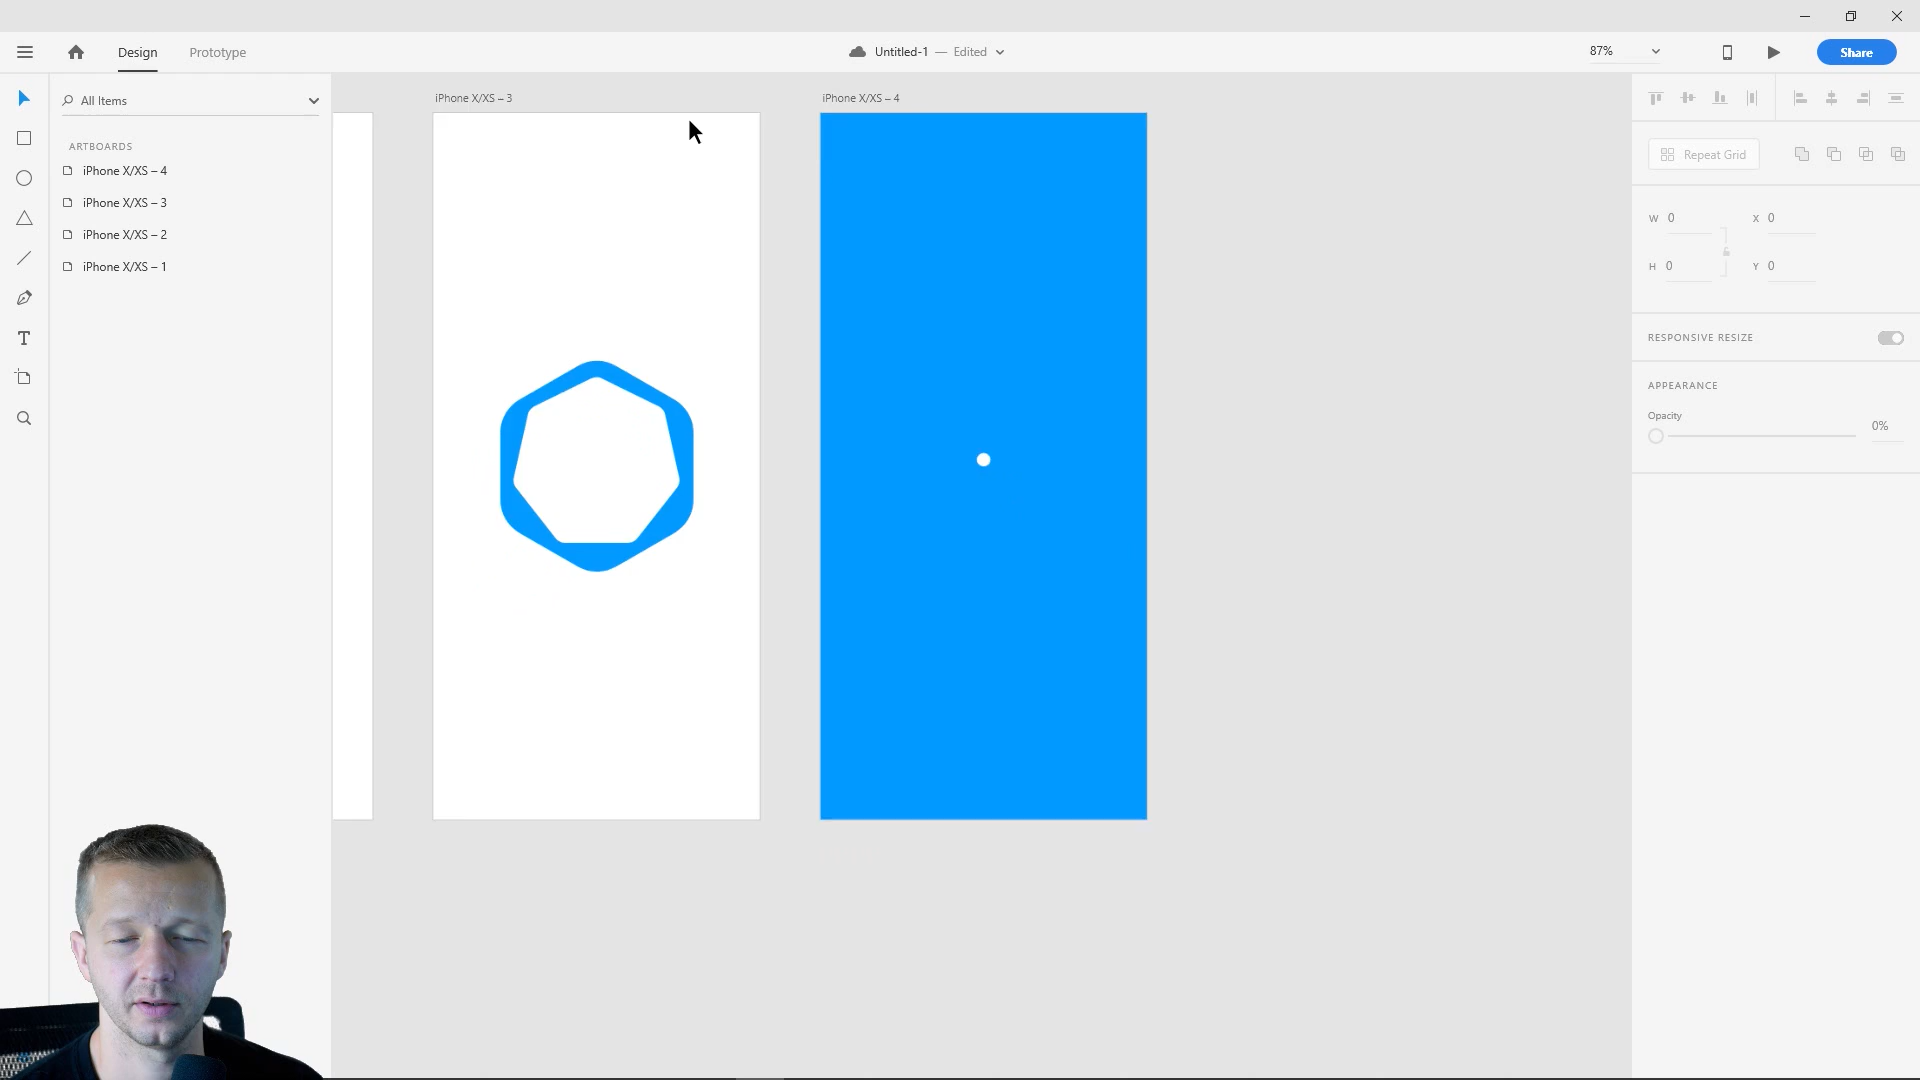 Design
Prototype
Untitled-1 — Edited
87%
Share
All Items
ARTBOARDS
iPhone X/XS – 4
iPhone X/XS – 3
iPhone X/XS – 2
iPhone X/XS – 1
iPhone X/XS – 3
iPhone X/XS – 4
Repeat Grid
W 0
X 0
H 0
Y 0
RESPONSIVE RESIZE
APPEARANCE
Opacity
0%